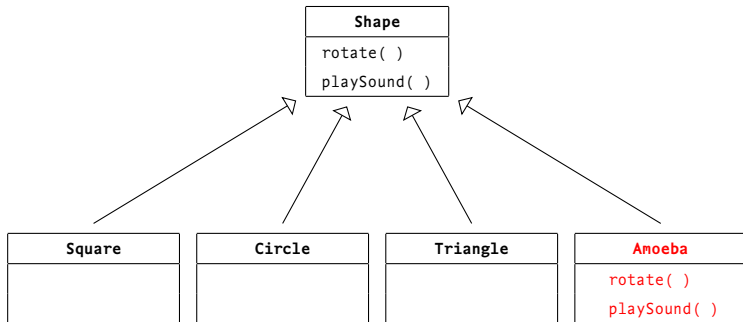 Shape
rotate( )
playSound( )
Square
Circle
Triangle
Amoeba
rotate( )
playSound( )